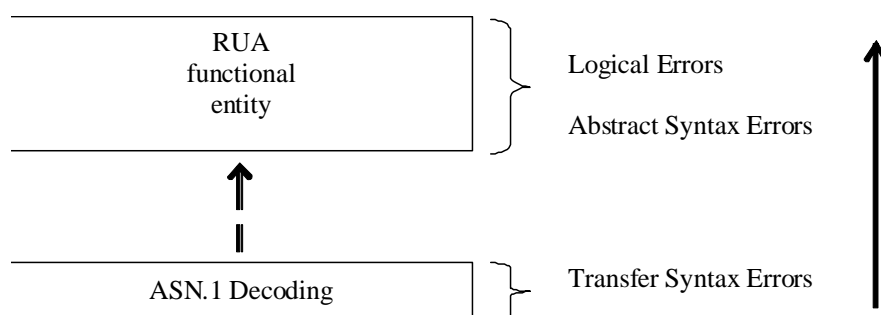 RUA
functional
entity
Logical Errors
Abstract Syntax Errors
ASN.1 Decoding
Transfer Syntax Errors